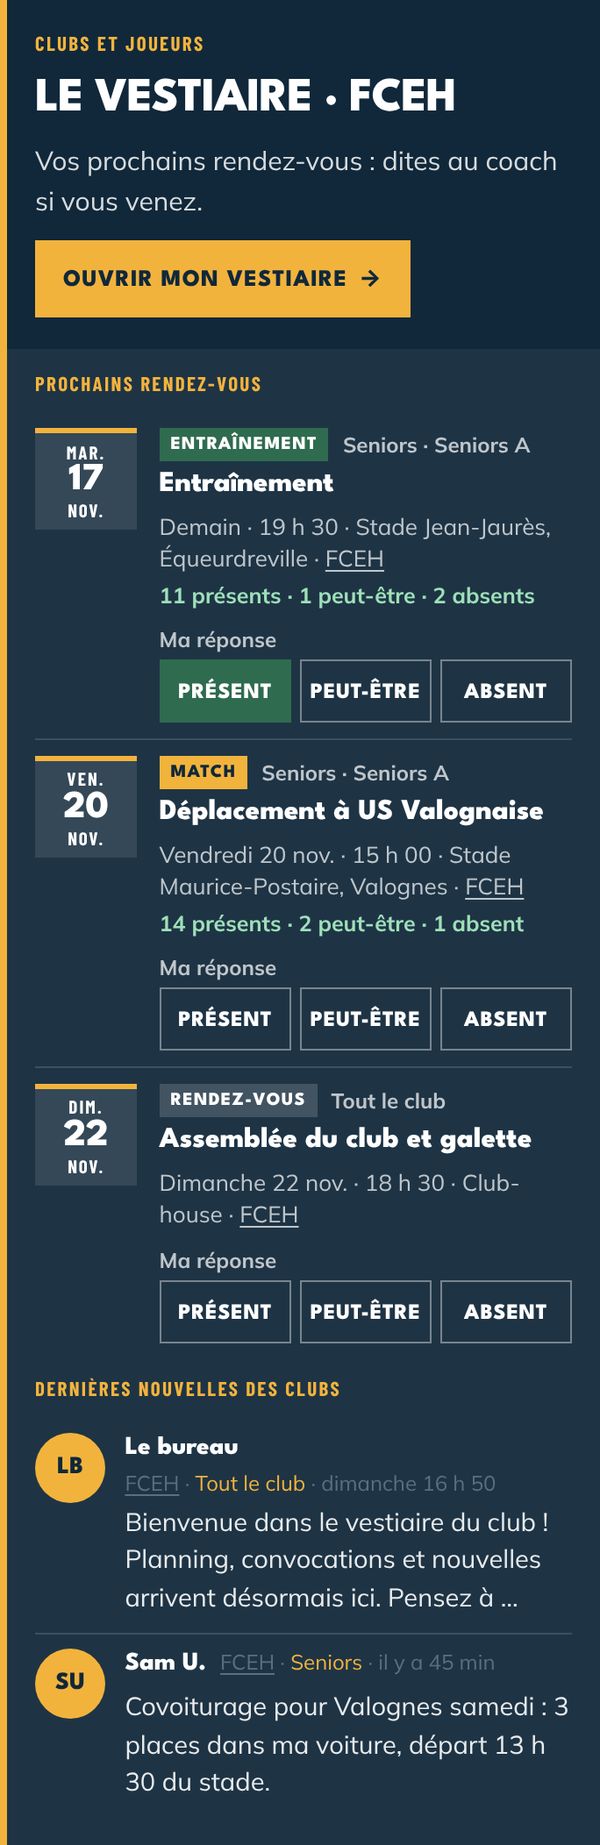 CLUBS ET JOUEURS
LE VESTIAIRE · FCEH
Vos prochains rendez-vous : dites au coach
si vous venez.
OUVRIR MON VESTIAIRE →
PROCHAINS RENDEZ-VOUS
MAR.
17
NOV.
ENTRAÎNEMENT Seniors · Seniors A
Entraînement
Demain · 19 h 30 · Stade Jean-Jaurès,
Équeurdreville · FCEH
11 présents · 1 peut-être · 2 absents
Ma réponse
PRÉSENT PEUT-ÊTRE ABSENT
VEN.
20
NOV.
MATCH Seniors · Seniors A
Déplacement à US Valognaise
Vendredi 20 nov. · 15 h 00 · Stade
Maurice-Postaire, Valognes · FCEH
14 présents · 2 peut-être · 1 absent
Ma réponse
PRÉSENT PEUT-ÊTRE ABSENT
DIM.
22
NOV.
RENDEZ-VOUS Tout le club
Assemblée du club et galette
Dimanche 22 nov. · 18 h 30 · Club-
house · FCEH
Ma réponse
PRÉSENT PEUT-ÊTRE ABSENT
DERNIÈRES NOUVELLES DES CLUBS
LB
Le bureau
FCEH · Tout le club · dimanche 16 h 50
Bienvenue dans le vestiaire du club !
Planning, convocations et nouvelles
arrivent désormais ici. Pensez à ...
SU
Sam U. FCEH · Seniors · il y a 45 min
Covoiturage pour Valognes samedi : 3
places dans ma voiture, départ 13 h
30 du stade.